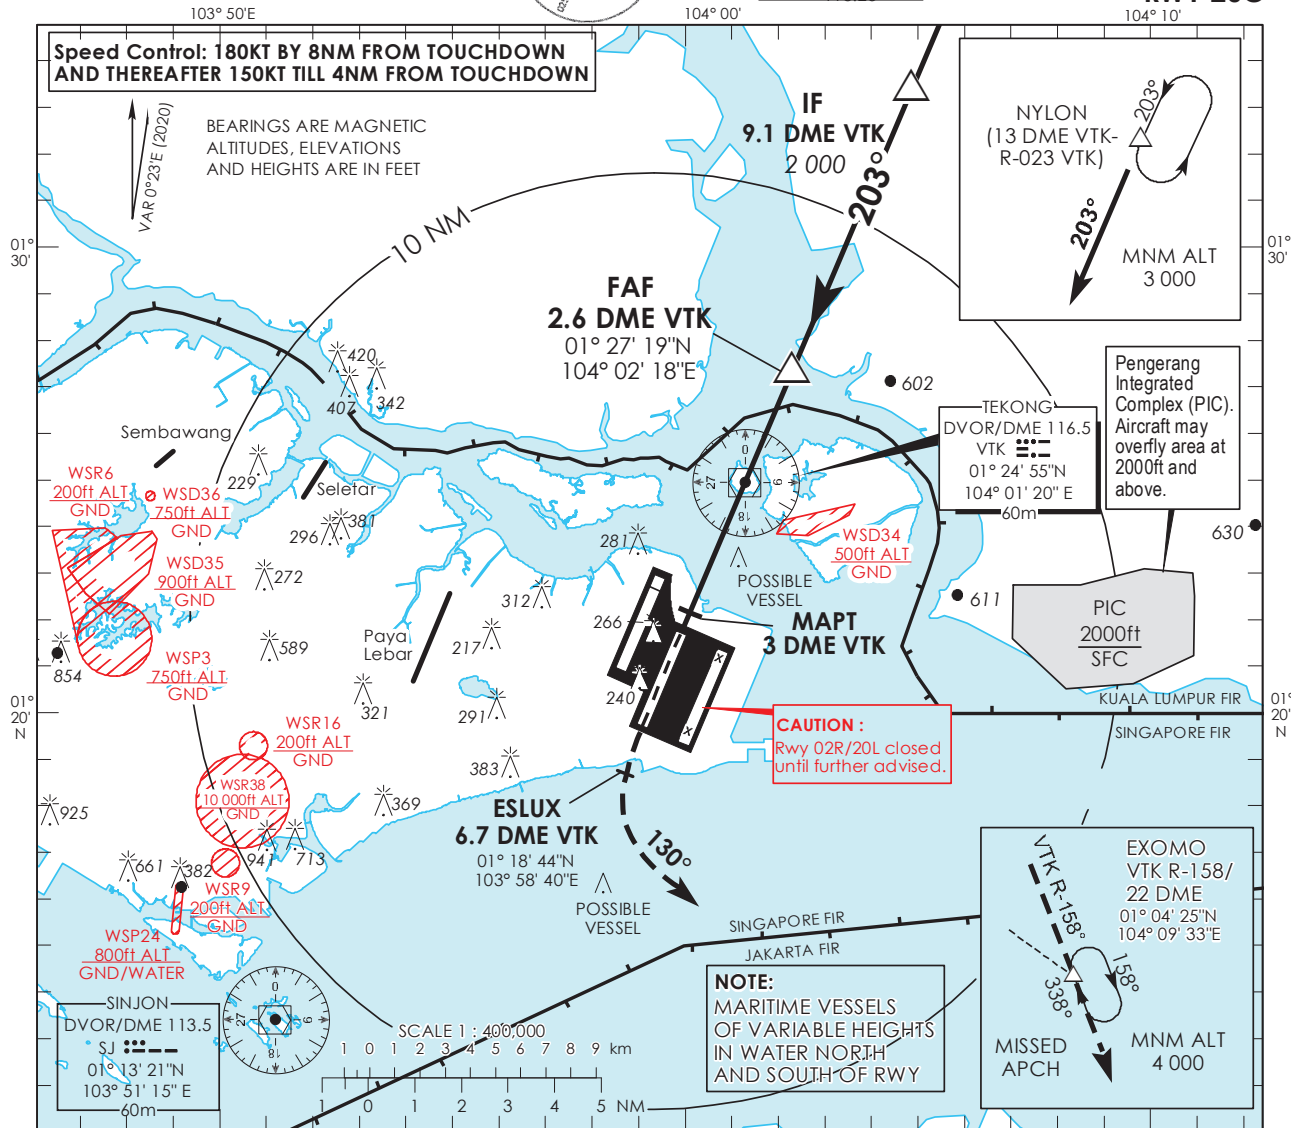 103° 50'E
104° 00'
104° 10'
Speed Control: 180KT BY 8NM FROM TOUCHDOWN
AND THEREAFTER 150KT TILL 4NM FROM TOUCHDOWN
VAR 0°23'E (2020)
BEARINGS ARE MAGNETIC
ALTITUDES, ELEVATIONS
AND HEIGHTS ARE IN FEET
IF
9.1 DME VTK
2 000
203°
NYLON
(13 DME VTK-
R-023 VTK)
203°
203°
MNM ALT
3 000
10 NM
01°
30'
01°
30'
FAF
2.6 DME VTK
01° 27' 19"N
104° 02' 18"E
Pengerang
Integrated
Complex (PIC).
Aircraft may
overfly area at
2000ft and
above.
420
407
342
602
TEKONG
DVOR/DME 116.5
VTK
01° 24' 55"N
104° 01' 20" E
60m
Sembawang
229
Seletar
WSR6
200ft ALT
GND
WSD36
750ft ALT
GND
296
381
0
9
18
27
WSD34
500ft ALT
GND
630
281
WSD35
900ft ALT
GND
272
312
POSSIBLE
VESSEL
611
PIC
2000ft
SFC
266
MAPT
3 DME VTK
589
Paya
Lebar
217
854
WSP3
750ft ALT
GND
321
291
240
KUALA LUMPUR FIR
SINGAPORE FIR
01°
20'
N
01°
20'
N
CAUTION :
Rwy 02R/20L closed
until further advised.
x
x
WSR16
200ft ALT
GND
383
WSR38
10 000ft ALT
GND
369
925
941
713
ESLUX
6.7 DME VTK
01° 18' 44"N
103° 58' 40"E
130°
661
382
WSR9
200ft ALT
GND
POSSIBLE
VESSEL
WSP24
800ft ALT
GND/WATER
SINGAPORE FIR
JAKARTA FIR
EXOMO
VTK R-158/
22 DME
01° 04' 25"N
104° 09' 33"E
VTK R-158°
158°
338°
MISSED
APCH
MNM ALT
4 000
NOTE:
MARITIME VESSELS
OF VARIABLE HEIGHTS
IN WATER NORTH
AND SOUTH OF RWY
SINJON
DVOR/DME 113.5
SJ
01° 13' 21"N
103° 51' 15" E
60m
0
9
18
27
SCALE 1 : 400,000
1 0 1 2 3 4 5 6 7 8 9 km
1 0 1 2 3 4 5 NM